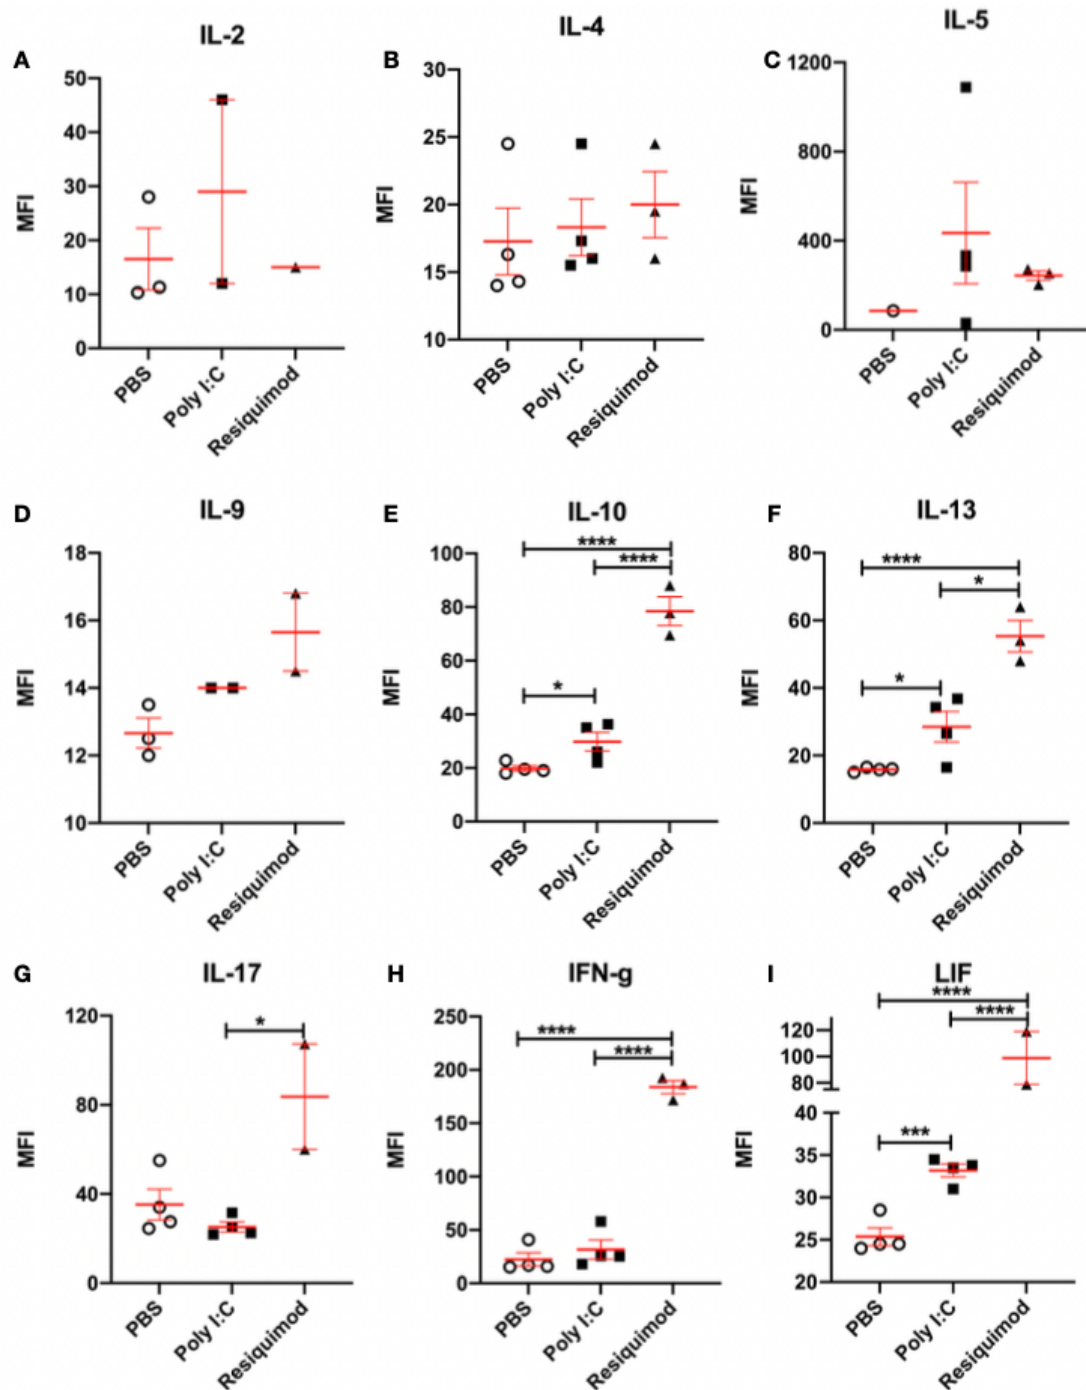 A
IL-2
MFI
50
40
30
20
10
0
PBS
Poly I:C
Resiquimod
B
IL-4
MFI
30
25
20
15
10
PBS
Poly I:C
Resiquimod
C
IL-5
MFI
1200
800
400
0
PBS
Poly I:C
Resiquimod
D
IL-9
MFI
18
16
14
12
10
PBS
Poly I:C
Resiquimod
E
IL-10
MFI
100
80
60
40
20
0
****
****
*
PBS
Poly I:C
Resiquimod
F
IL-13
MFI
80
60
40
20
0
****
*
*
PBS
Poly I:C
Resiquimod
G
IL-17
MFI
120
80
40
0
*
PBS
Poly I:C
Resiquimod
H
IFN-g
MFI
250
200
150
100
50
0
****
****
PBS
Poly I:C
Resiquimod
I
LIF
MFI
120
100
80
40
35
30
25
20
****
****
***
PBS
Poly I:C
Resiquimod